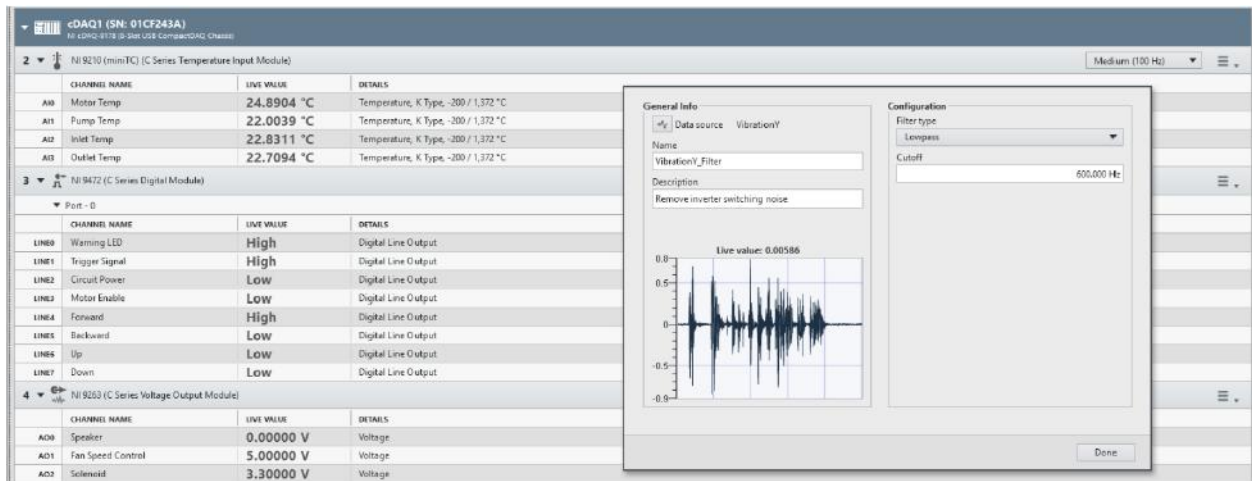 cDAQ1 (SN: 01CF243A)
NI cDAQ-9178 (8-Slot USB CompactDAQ Chassis)
2 NI 9210 (miniTC) (C Series Temperature Input Module) Medium (100 Hz)
CHANNEL NAME LIVE VALUE DETAILS
AI0 Motor Temp 24.8904 °C Temperature, K Type, -200 / 1,372 °C
AI1 Pump Temp 22.0039 °C Temperature, K Type, -200 / 1,372 °C
AI2 Inlet Temp 22.8311 °C Temperature, K Type, -200 / 1,372 °C
AI3 Outlet Temp 22.7094 °C Temperature, K Type, -200 / 1,372 °C
3 NI 9472 (C Series Digital Module)
Port - 0
CHANNEL NAME LIVE VALUE DETAILS
LINE0 Warning LED High Digital Line Output
LINE1 Trigger Signal High Digital Line Output
LINE2 Circuit Power Low Digital Line Output
LINE3 Motor Enable Low Digital Line Output
LINE4 Forward High Digital Line Output
LINE5 Backward Low Digital Line Output
LINE6 Up Low Digital Line Output
LINE7 Down Low Digital Line Output
4 NI 9263 (C Series Voltage Output Module)
CHANNEL NAME LIVE VALUE DETAILS
AO0 Speaker 0.00000 V Voltage
AO1 Fan Speed Control 5.00000 V Voltage
AO2 Solenoid 3.30000 V Voltage
General Info
Data source VibrationY
Name
VibrationY_Filter
Description
Remove inverter switching noise
Live value: 0.00586
0.8
0.5
0
-0.5
-0.9
Configuration
Filter type
Lowpass
Cutoff
600.000 Hz
Done